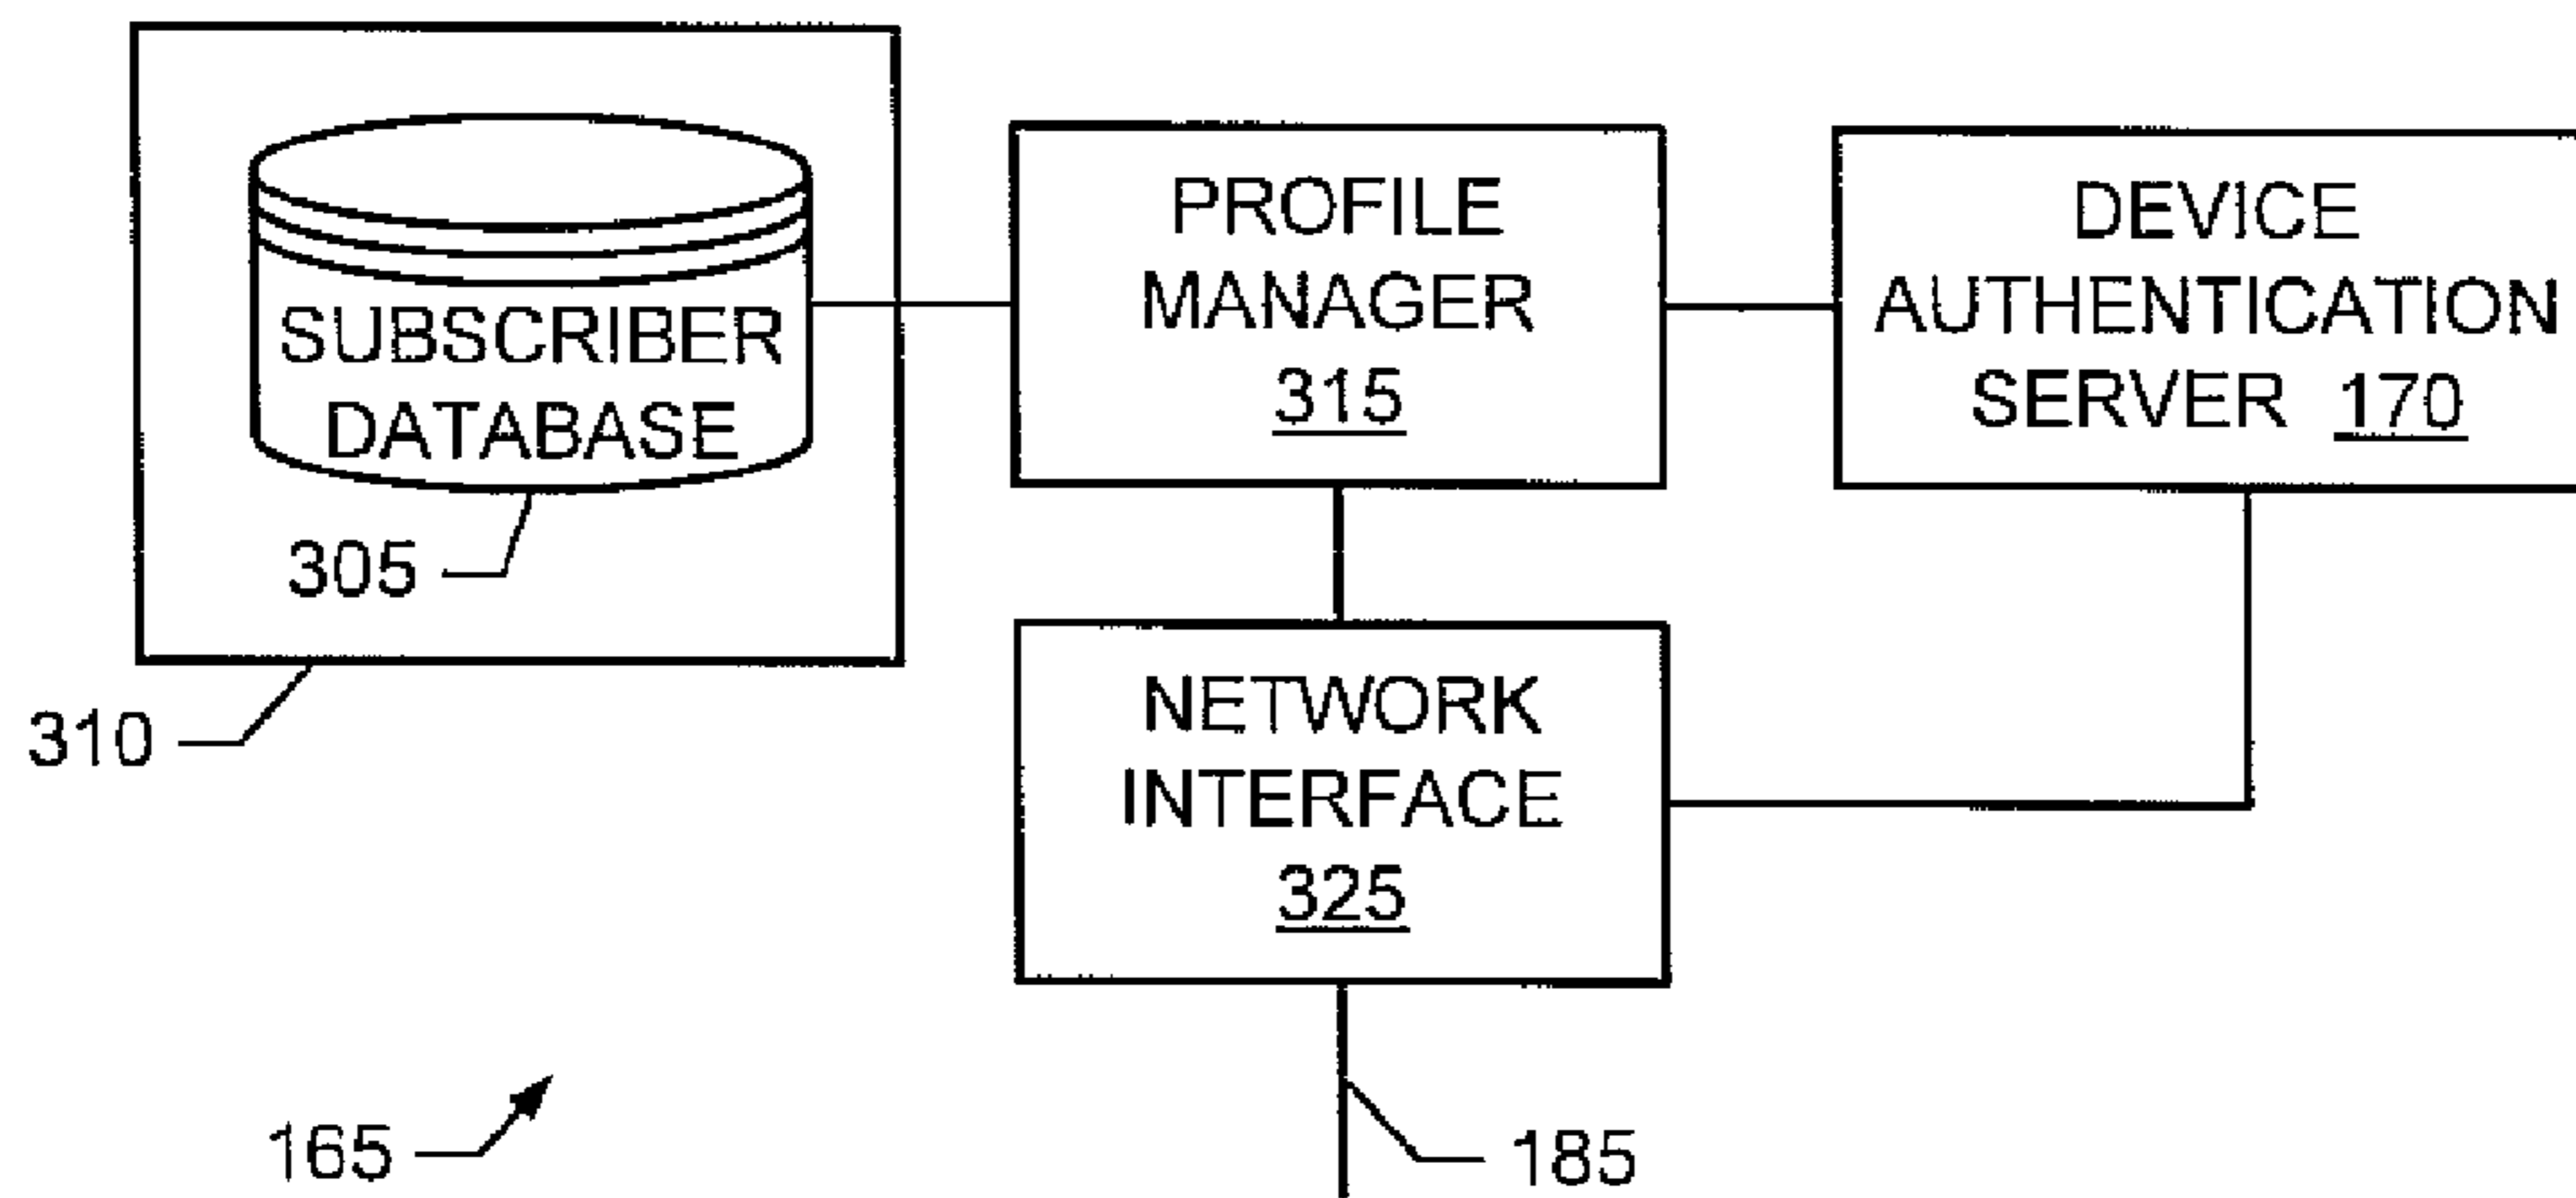 SUBSCRIBER
DATABASE
305
310
PROFILE
MANAGER
315
DEVICE
AUTHENTICATION
SERVER 170
NETWORK
INTERFACE
325
165
185